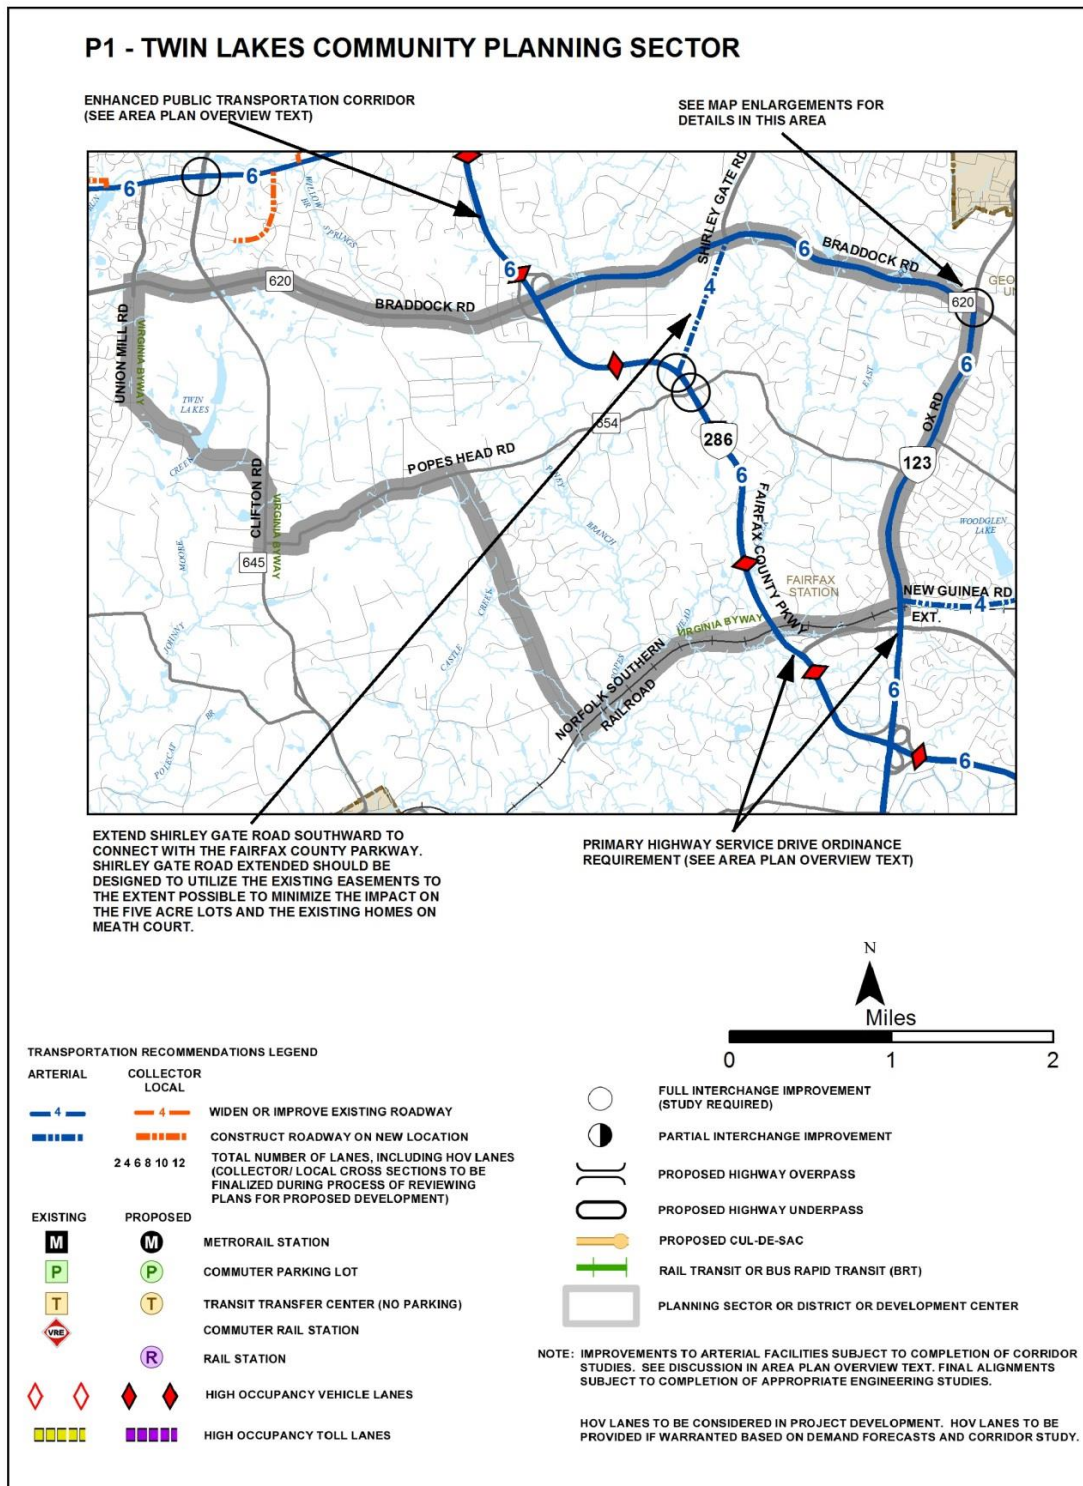 P1 - TWIN LAKES COMMUNITY PLANNING SECTOR
ENHANCED PUBLIC TRANSPORTATION CORRIDOR
(SEE AREA PLAN OVERVIEW TEXT)
SEE MAP ENLARGEMENTS FOR
DETAILS IN THIS AREA
6
6
6
WILLOW
BR
SPRINGS
SHIRLEY GATE RD
4
6
BRADDOCK RD
620
BRADDOCK RD
620
6
UNION MILL RD
VIRGINIA BYWAY
TWIN
LAKES
CREEK
EAST
OX RD
123
654
286
6
POPES HEAD RD
PINEY
BRANCH
CLIFTON RD
VIRGINIA BYWAY
645
MOORE
JOHNNY
FAIRFAX COUNTY PKWY
WOODGLEN
LAKE
FAIRFAX
STATION
NEW GUINEA RD
4
EXT.
VIRGINIA BYWAY
CREEK
CASTLE
NORFOLK SOUTHERN
RAILROAD
6
6
POLECAT
BR
EXTEND SHIRLEY GATE ROAD SOUTHWARD TO
CONNECT WITH THE FAIRFAX COUNTY PARKWAY.
SHIRLEY GATE ROAD EXTENDED SHOULD BE
DESIGNED TO UTILIZE THE EXISTING EASEMENTS TO
THE EXTENT POSSIBLE TO MINIMIZE THE IMPACT ON
THE FIVE ACRE LOTS AND THE EXISTING HOMES ON
MEATH COURT.
PRIMARY HIGHWAY SERVICE DRIVE ORDINANCE
REQUIREMENT (SEE AREA PLAN OVERVIEW TEXT)
N
Miles
0 1 2
TRANSPORTATION RECOMMENDATIONS LEGEND
ARTERIAL COLLECTOR
LOCAL
4 4 WIDEN OR IMPROVE EXISTING ROADWAY
CONSTRUCT ROADWAY ON NEW LOCATION
2 4 6 8 10 12 TOTAL NUMBER OF LANES, INCLUDING HOV LANES
(COLLECTOR/ LOCAL CROSS SECTIONS TO BE
FINALIZED DURING PROCESS OF REVIEWING
PLANS FOR PROPOSED DEVELOPMENT)
EXISTING PROPOSED
M M METRORAIL STATION
P P COMMUTER PARKING LOT
T T TRANSIT TRANSFER CENTER (NO PARKING)
VRE COMMUTER RAIL STATION
R RAIL STATION
HIGH OCCUPANCY VEHICLE LANES
HIGH OCCUPANCY TOLL LANES
FULL INTERCHANGE IMPROVEMENT
(STUDY REQUIRED)
PARTIAL INTERCHANGE IMPROVEMENT
PROPOSED HIGHWAY OVERPASS
PROPOSED HIGHWAY UNDERPASS
PROPOSED CUL-DE-SAC
RAIL TRANSIT OR BUS RAPID TRANSIT (BRT)
PLANNING SECTOR OR DISTRICT OR DEVELOPMENT CENTER
NOTE: IMPROVEMENTS TO ARTERIAL FACILITIES SUBJECT TO COMPLETION OF CORRIDOR
STUDIES. SEE DISCUSSION IN AREA PLAN OVERVIEW TEXT. FINAL ALIGNMENTS
SUBJECT TO COMPLETION OF APPROPRIATE ENGINEERING STUDIES.
HOV LANES TO BE CONSIDERED IN PROJECT DEVELOPMENT. HOV LANES TO BE
PROVIDED IF WARRANTED BASED ON DEMAND FORECASTS AND CORRIDOR STUDY.